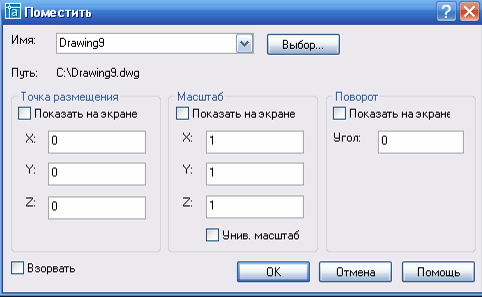 Поместить
Имя: Drawing9 Выбор...
Путь: C:\Drawing9.dwg
Точка размещения Масштаб Поворот
Показать на экране Показать на экране Показать на экране
X: 0 X: 1 Угол: 0
Y: 0 Y: 1
Z: 0 Z: 1
Унив. масштаб
Взорвать OK Отмена Помощь